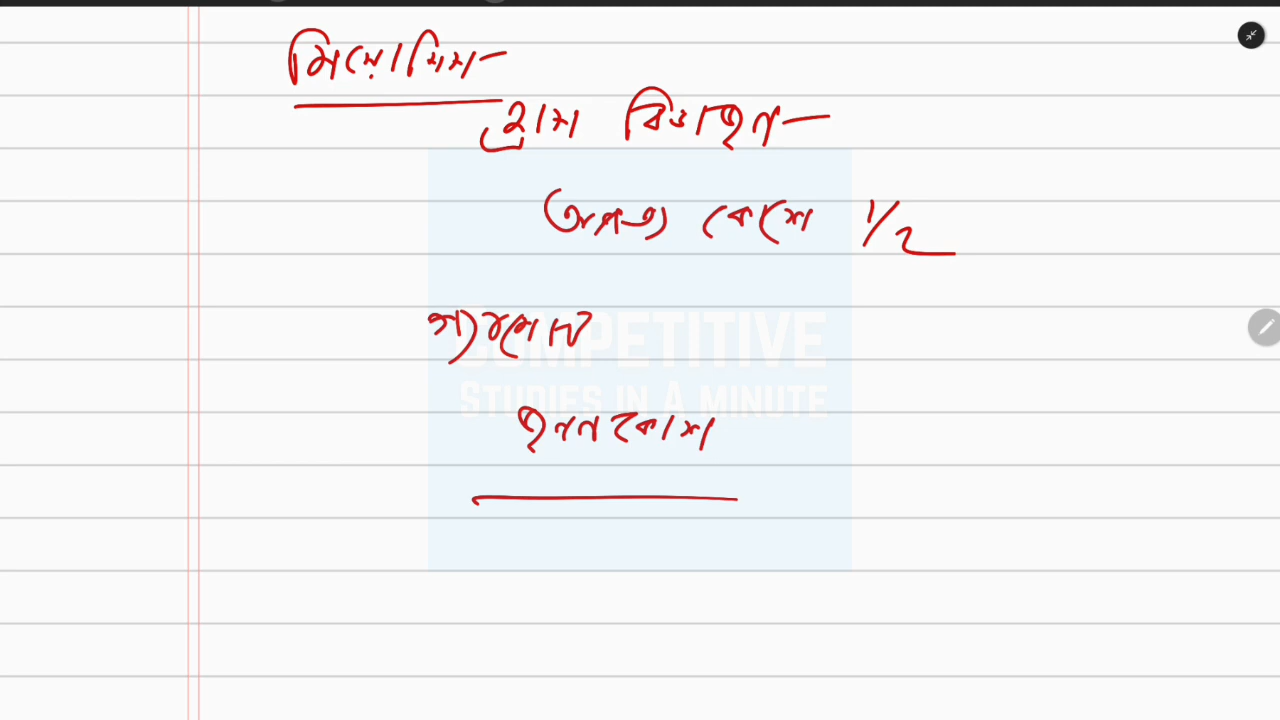 মিয়োসিস-
হ্রাস বিভাজন-
অপত্য কোষে 1/2
গ্যামেট
জনন কোষ
COMPETITIVE
STUDIES IN A MINUTE